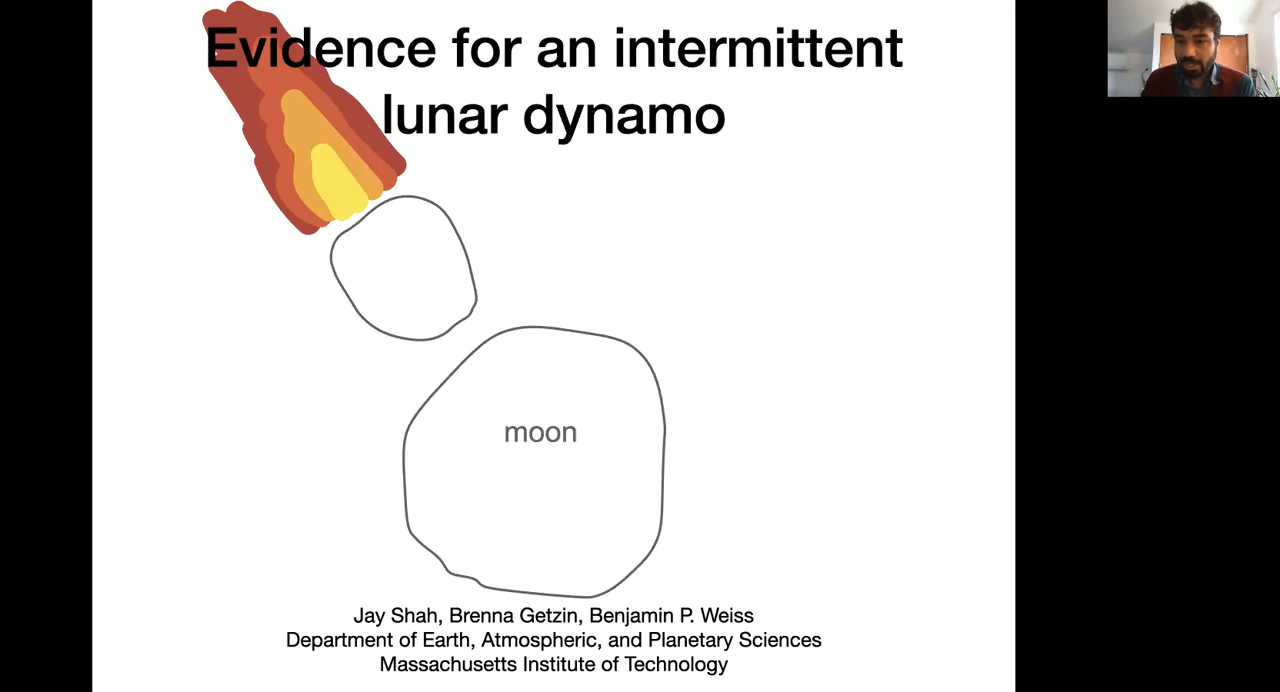 Evidence for an intermittent
lunar dynamo
moon
Jay Shah, Brenna Getzin, Benjamin P. Weiss
Department of Earth, Atmospheric, and Planetary Sciences
Massachusetts Institute of Technology